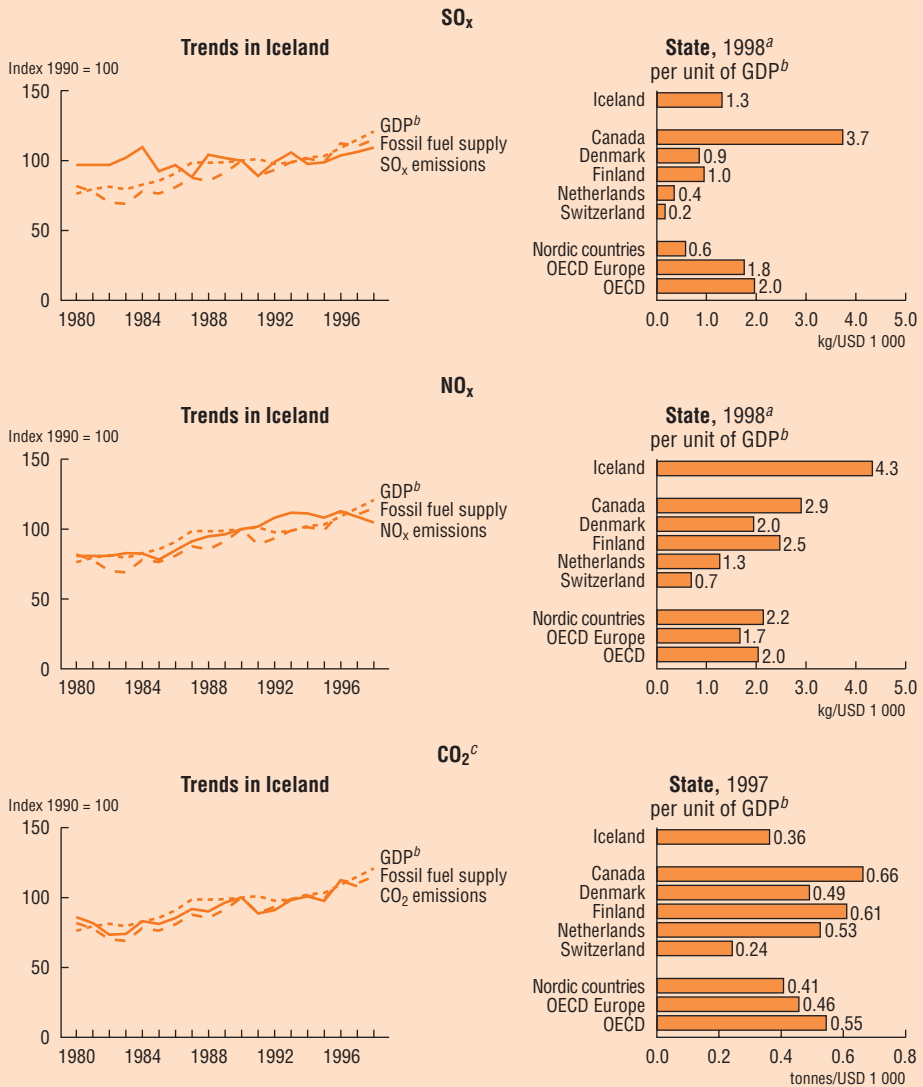 SOx
Trends in Iceland
Index 1990 = 100
150
100
50
0
1980 1984 1988 1992 1996
GDPb
Fossil fuel supply
SOx emissions
State, 1998a
per unit of GDPb
Iceland 1.3
Canada 3.7
Denmark 0.9
Finland 1.0
Netherlands 0.4
Switzerland 0.2
Nordic countries 0.6
OECD Europe 1.8
OECD 2.0
0.0 1.0 2.0 3.0 4.0 5.0
kg/USD 1 000
NOx
Trends in Iceland
Index 1990 = 100
150
100
50
0
1980 1984 1988 1992 1996
GDPb
Fossil fuel supply
NOx emissions
State, 1998a
per unit of GDPb
Iceland 4.3
Canada 2.9
Denmark 2.0
Finland 2.5
Netherlands 1.3
Switzerland 0.7
Nordic countries 2.2
OECD Europe 1.7
OECD 2.0
0.0 1.0 2.0 3.0 4.0 5.0
kg/USD 1 000
CO2c
Trends in Iceland
Index 1990 = 100
150
100
50
0
1980 1984 1988 1992 1996
GDPb
Fossil fuel supply
CO2 emissions
State, 1997
per unit of GDPb
Iceland 0.36
Canada 0.66
Denmark 0.49
Finland 0.61
Netherlands 0.53
Switzerland 0.24
Nordic countries 0.41
OECD Europe 0.46
OECD 0.55
0.0 0.2 0.4 0.6 0.8
tonnes/USD 1 000